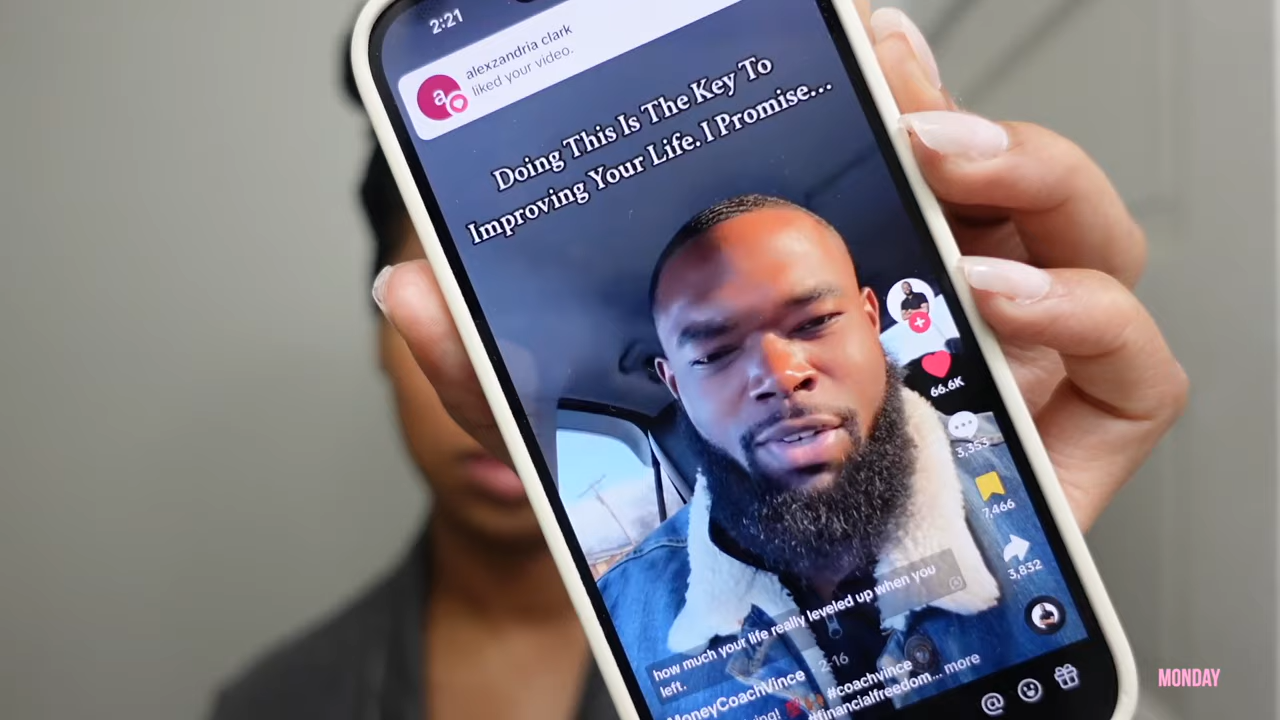 2:21
alexzandria clark
liked your video.
a
Doing This Is The Key To
Improving Your Life. I Promise...
66.6K
3,353
7,466
3,832
how much your life really leveled up when you
left.
MoneyCoachVince · 2-16
#coachvince
#financialfreedom... more
MONDAY